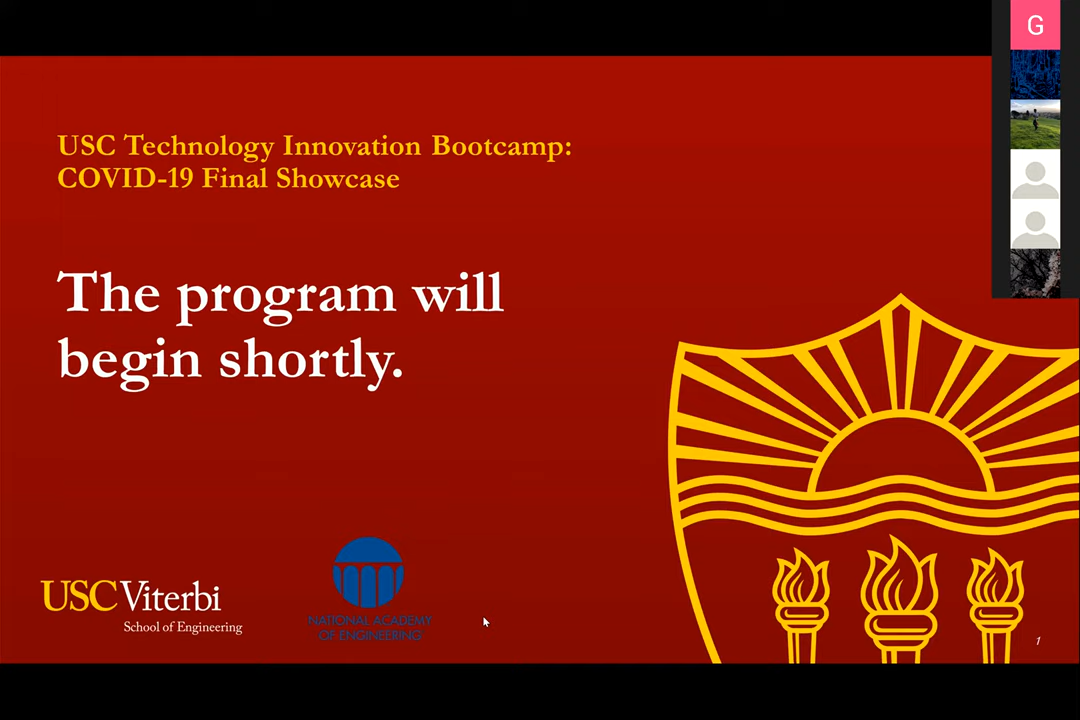 G
USC Technology Innovation Bootcamp:
COVID-19 Final Showcase
The program will
begin shortly.
USC Viterbi
School of Engineering
NATIONAL ACADEMY
OF ENGINEERING
1